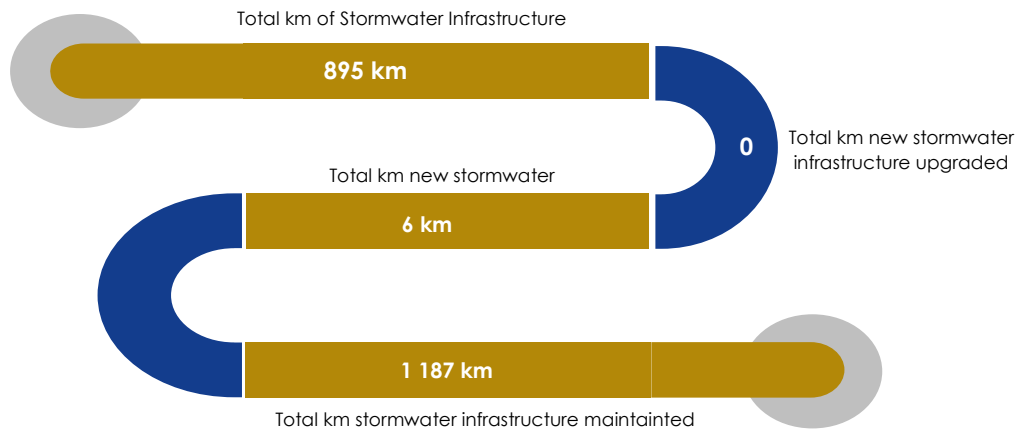 Total km of Stormwater Infrastructure
895 km
0
Total km new stormwater
infrastructure upgraded
Total km new stormwater
6 km
1 187 km
Total km stormwater infrastructure maintainted